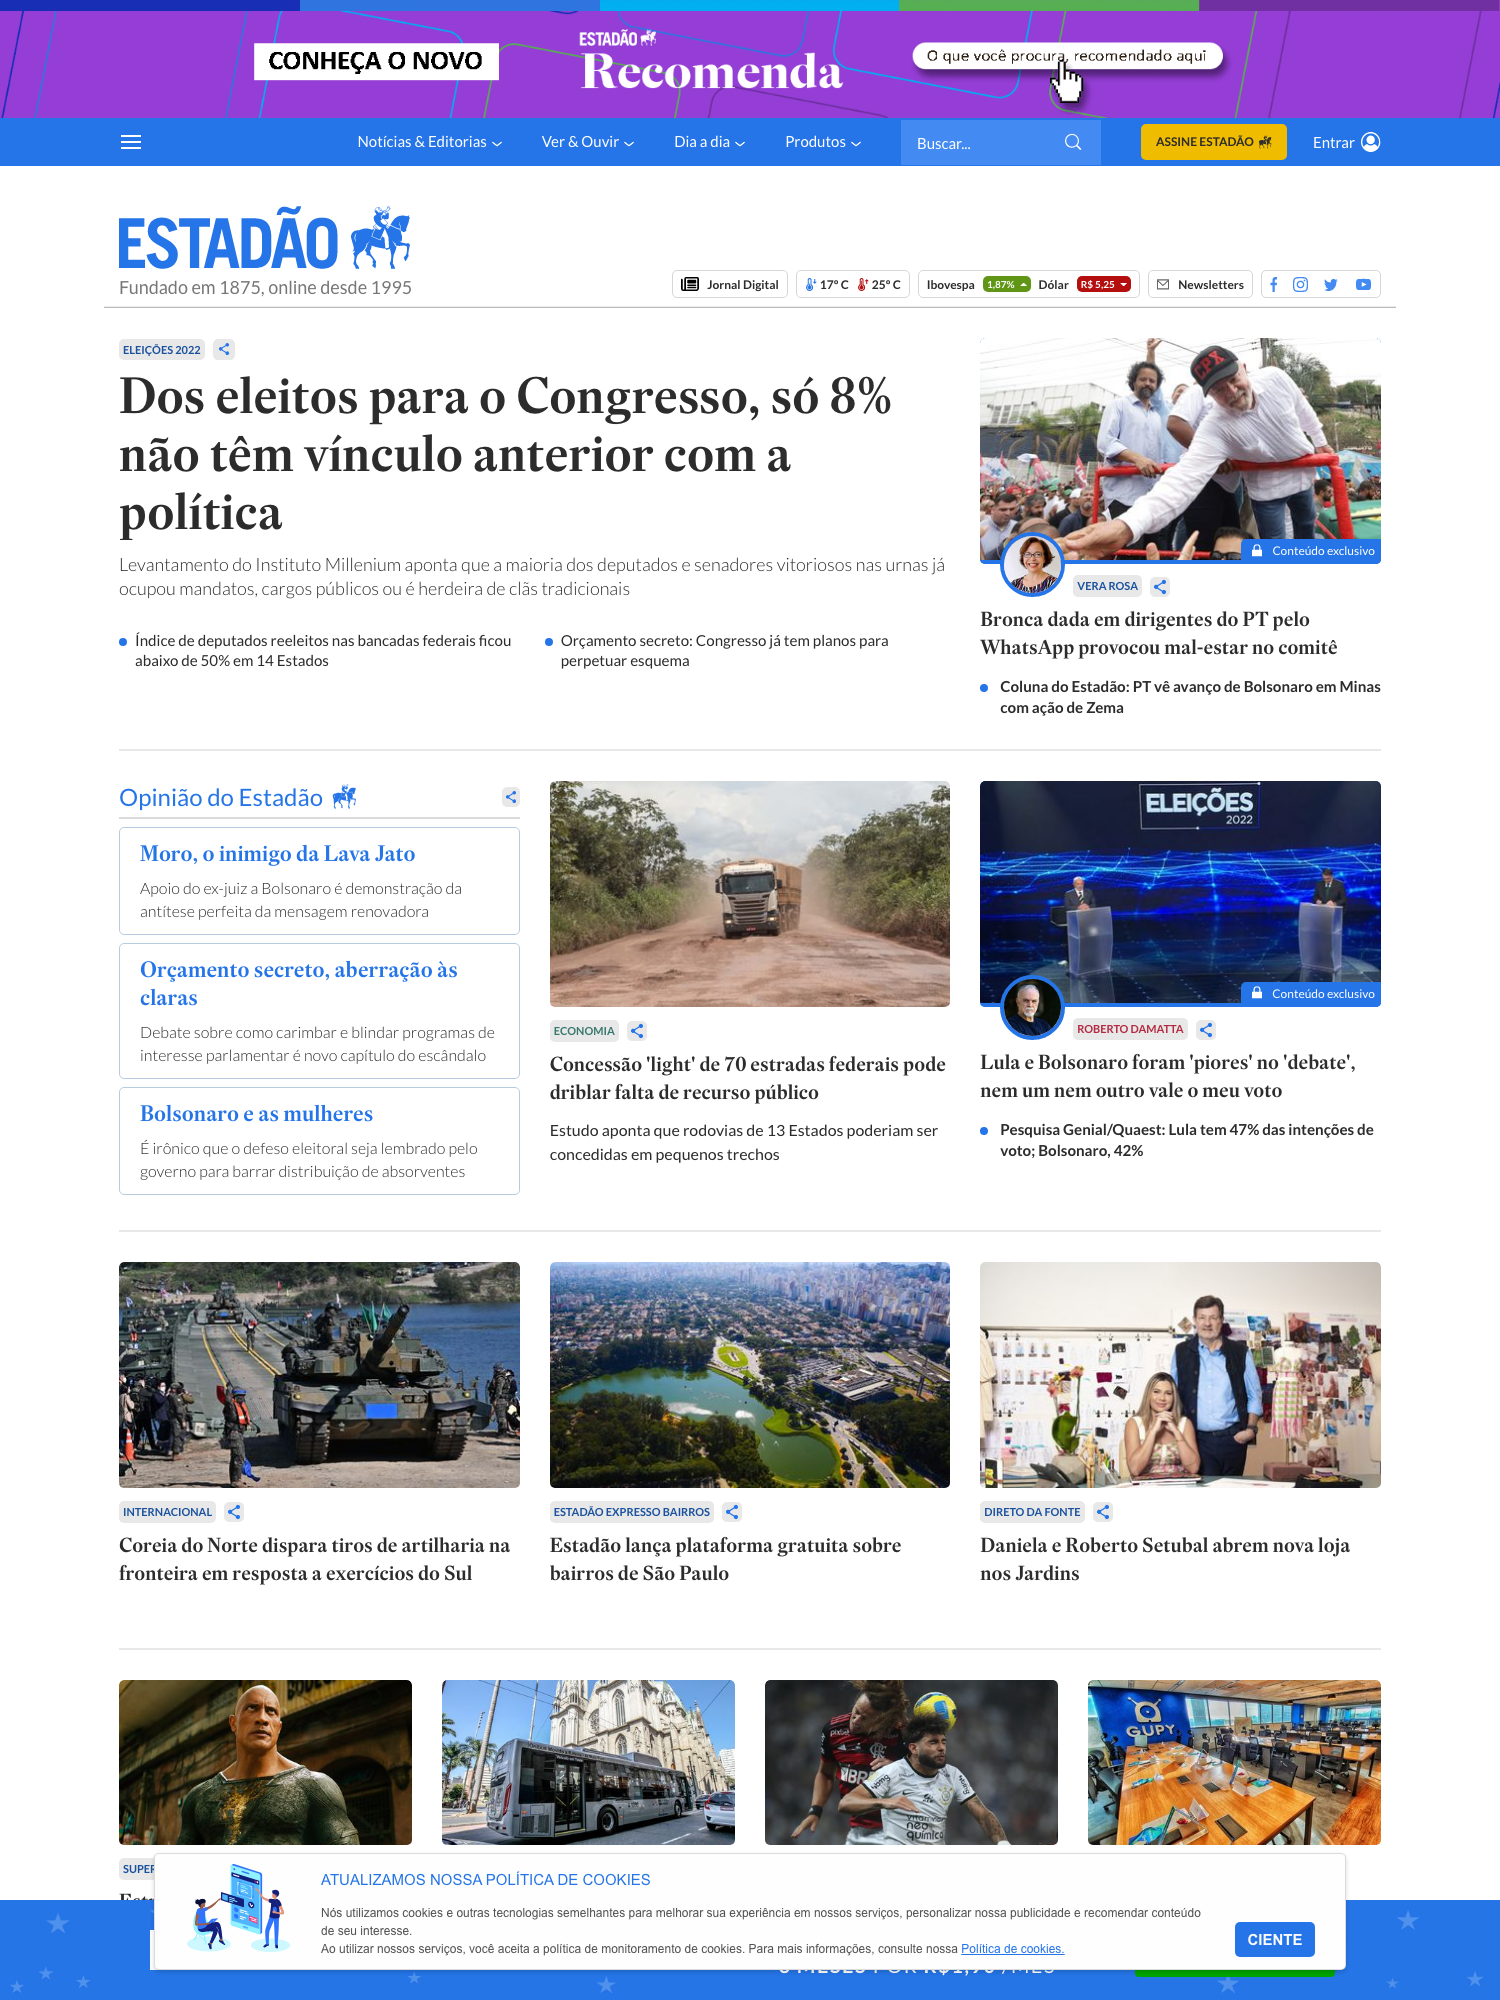 CONHEÇA O NOVO
ESTADÃO
Recomenda
O que você procura, recomendado aqui
Notícias & Editorias
Ver & Ouvir
Dia a dia
Produtos
Buscar...
ASSINE ESTADÃO
Entrar
ESTADÃO
Fundado em 1875, online desde 1995
Jornal Digital
17º C 25º C
Ibovespa 1,87% Dólar R$ 5,25
Newsletters
ELEIÇÕES 2022
Dos eleitos para o Congresso, só 8%
não têm vínculo anterior com a
política
Levantamento do Instituto Millenium aponta que a maioria dos deputados e senadores vitoriosos nas urnas já
ocupou mandatos, cargos públicos ou é herdeira de clãs tradicionais
Índice de deputados reeleitos nas bancadas federais ficou
abaixo de 50% em 14 Estados
Orçamento secreto: Congresso já tem planos para
perpetuar esquema
CPX
Conteúdo exclusivo
VERA ROSA
Bronca dada em dirigentes do PT pelo
WhatsApp provocou mal-estar no comitê
Coluna do Estadão: PT vê avanço de Bolsonaro em Minas
com ação de Zema
Opinião do Estadão
Moro, o inimigo da Lava Jato
Apoio do ex-juiz a Bolsonaro é demonstração da
antítese perfeita da mensagem renovadora
Orçamento secreto, aberração às
claras
Debate sobre como carimbar e blindar programas de
interesse parlamentar é novo capítulo do escândalo
Bolsonaro e as mulheres
É irônico que o defeso eleitoral seja lembrado pelo
governo para barrar distribuição de absorventes
ECONOMIA
Concessão 'light' de 70 estradas federais pode
driblar falta de recurso público
Estudo aponta que rodovias de 13 Estados poderiam ser
concedidas em pequenos trechos
ELEIÇÕES
2022
Conteúdo exclusivo
ROBERTO DAMATTA
Lula e Bolsonaro foram 'piores' no 'debate',
nem um nem outro vale o meu voto
Pesquisa Genial/Quaest: Lula tem 47% das intenções de
voto; Bolsonaro, 42%
INTERNACIONAL
Coreia do Norte dispara tiros de artilharia na
fronteira em resposta a exercícios do Sul
ESTADÃO EXPRESSO BAIRROS
Estadão lança plataforma gratuita sobre
bairros de São Paulo
DIRETO DA FONTE
Daniela e Roberto Setubal abrem nova loja
nos Jardins
pixbet
BRB
neo
química
GUPY
SUPER
ATUALIZAMOS NOSSA POLÍTICA DE COOKIES
Nós utilizamos cookies e outras tecnologias semelhantes para melhorar sua experiência em nossos serviços, personalizar nossa publicidade e recomendar conteúdo
de seu interesse.
Ao utilizar nossos serviços, você aceita a política de monitoramento de cookies. Para mais informações, consulte nossa Política de cookies.
CIENTE